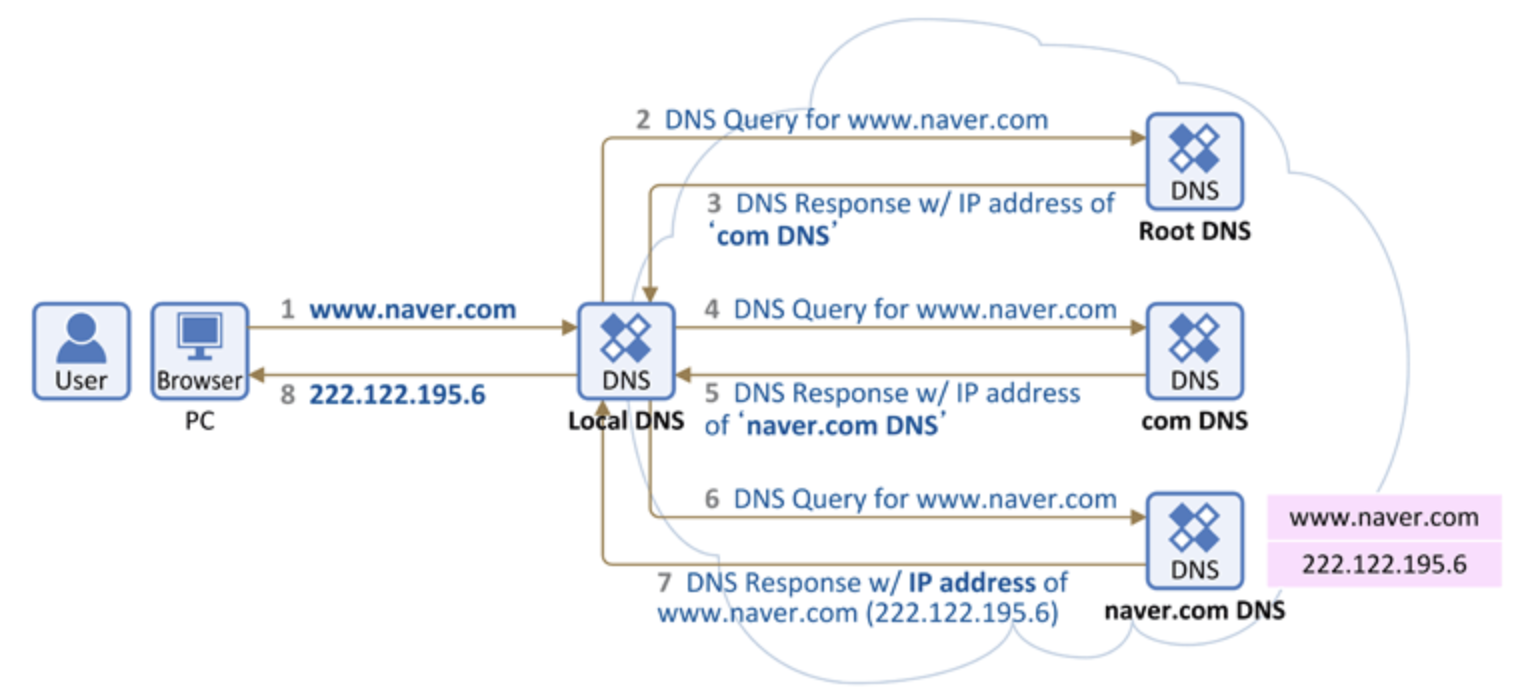 2 DNS Query for www.naver.com
DNS
Root DNS
3 DNS Response w/ IP address of
‘com DNS’
User
Browser
PC
1 www.naver.com
8 222.122.195.6
DNS
Local DNS
4 DNS Query for www.naver.com
5 DNS Response w/ IP address
of ‘naver.com DNS’
DNS
com DNS
6 DNS Query for www.naver.com
7 DNS Response w/ IP address of
www.naver.com (222.122.195.6)
DNS
naver.com DNS
www.naver.com
222.122.195.6